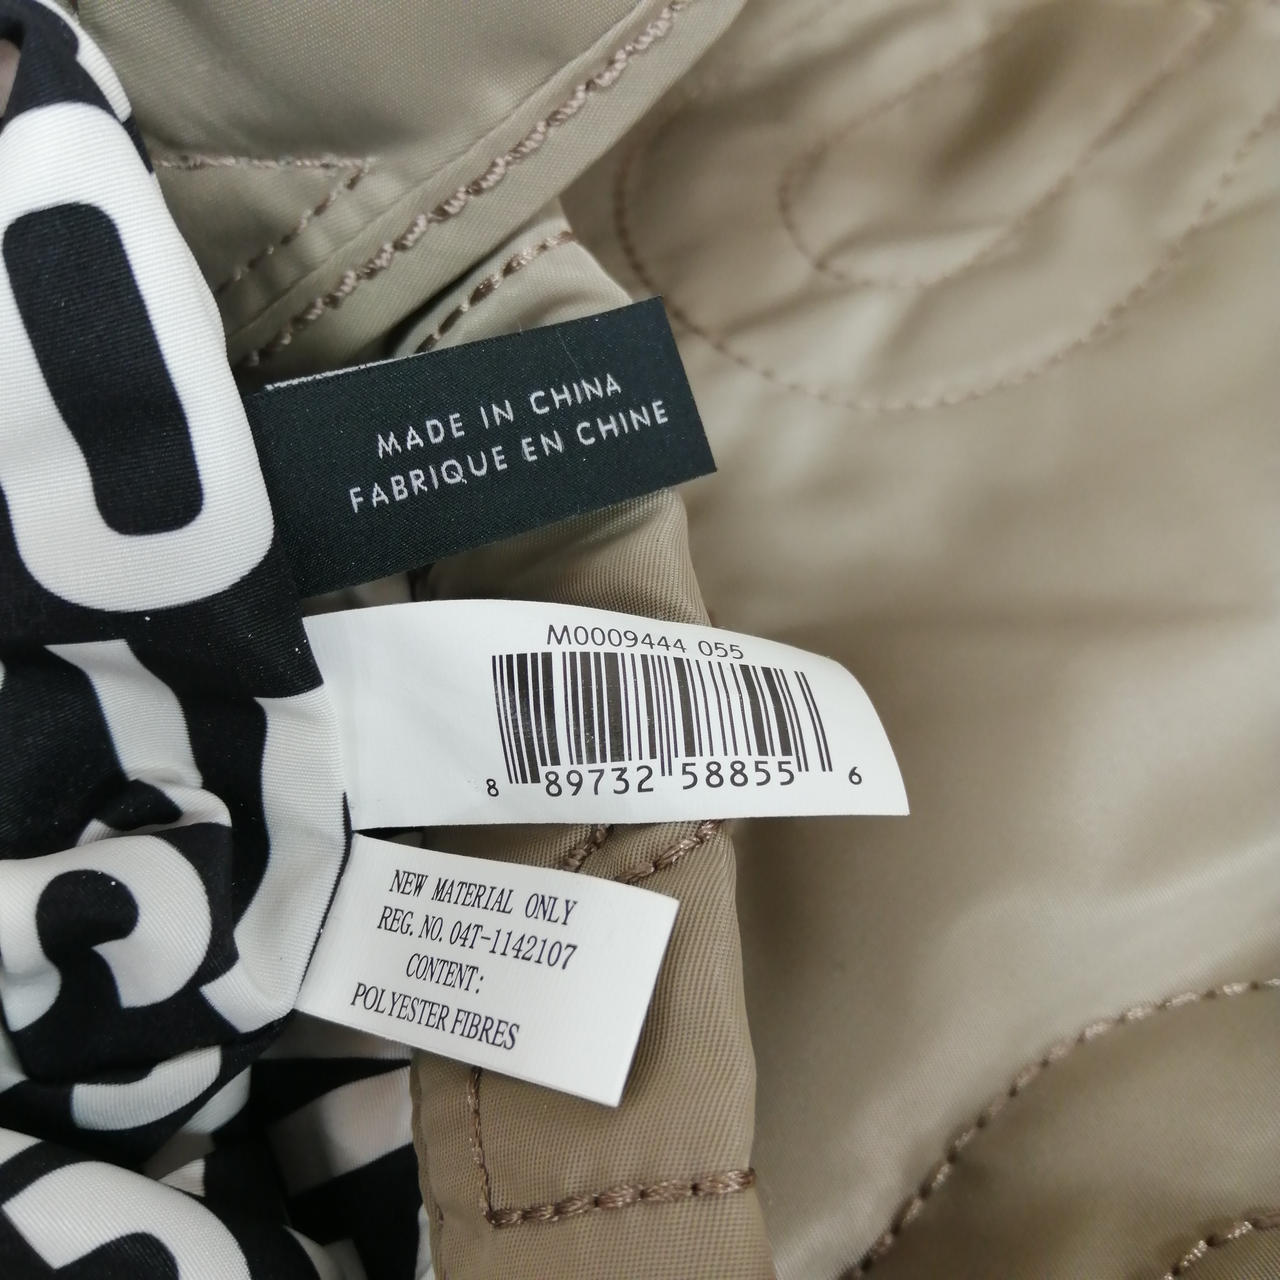 MADE IN CHINA
FABRIQUE EN CHINE
M0009444 055
8 89732 58855 6
NEW MATERIAL ONLY
REG. NO. 04T-1142107
CONTENT:
POLYESTER FIBRES